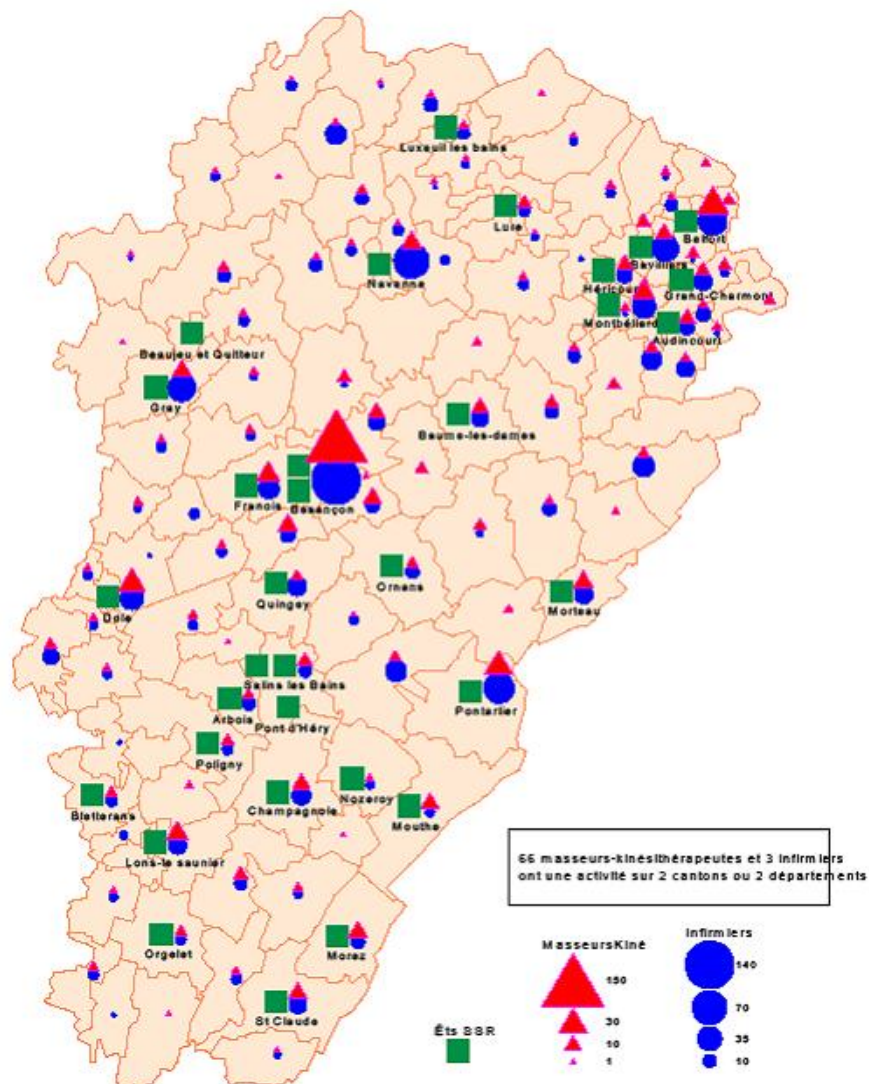 Luxeuil les bains
Lure
Belfort
Bavilliers
Navenne
Héricourt
Grand-Charmont
Montbéliard
Audincourt
Beaujeu et Quitteur
Gray
Baume-les-dames
Franois
Besançon
Ornans
Quingey
Morteau
Dole
Salins les Bains
Pontarlier
Arbois
Pont d'Héry
Poligny
Nozeroy
Bletterans
Champagnole
Mouthe
Lons-le saunier
66 masseurs-kinésithérapeutes et 3 infirmiers
ont une activité sur 2 cantons ou 2 départements
Orgelet
Morez
MasseursKiné
Infirmiers
150
140
70
30
35
10
10
1
St Claude
Êts SSR